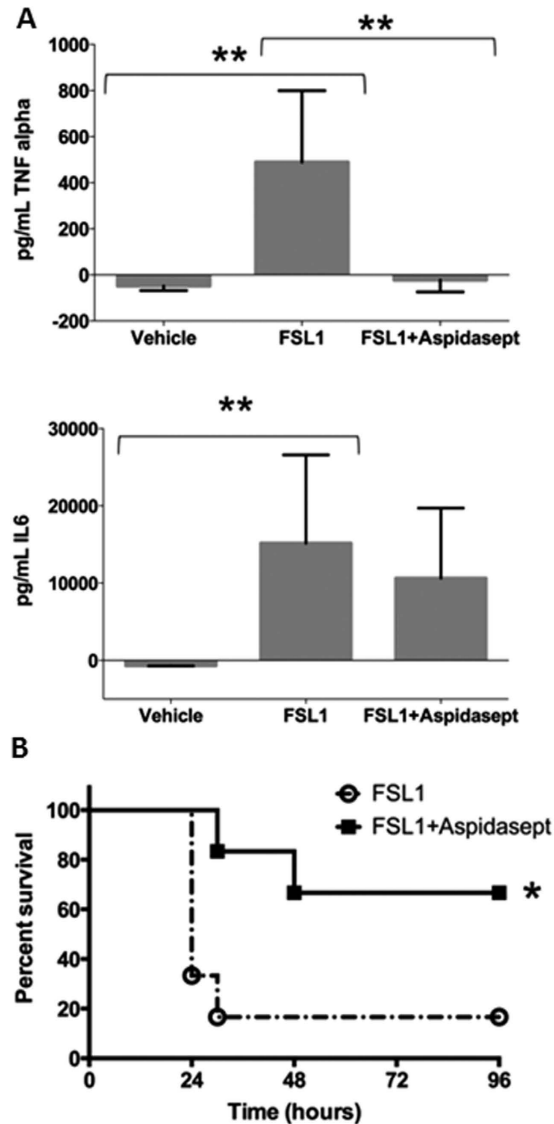 A
**
**
1000
800
600
400
200
0
-200
pg/mL TNF alpha
Vehicle FSL1 FSL1+Aspidasept
**
30000
20000
10000
0
pg/mL IL6
Vehicle FSL1 FSL1+Aspidasept
B
FSL1
FSL1+Aspidasept
100
80
60
40
20
0
Percent survival
*
0 24 48 72 96
Time (hours)